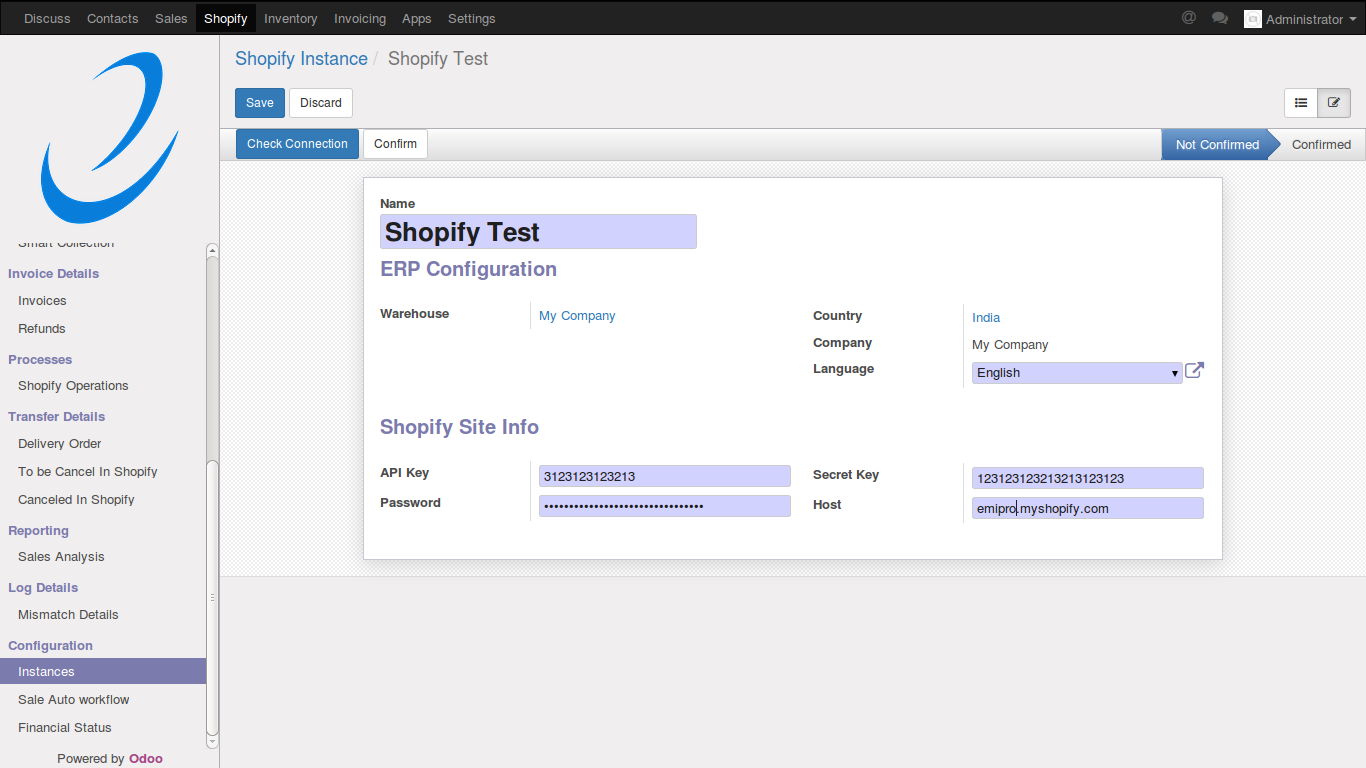 Discuss Contacts Sales Shopify Inventory Invoicing Apps Settings @ Administrator
Shopify Instance / Shopify Test
Save Discard
Check Connection Confirm Not Confirmed Confirmed
Smart Collection
Invoice Details
Invoices
Refunds
Processes
Shopify Operations
Transfer Details
Delivery Order
To be Cancel In Shopify
Canceled In Shopify
Reporting
Sales Analysis
Log Details
Mismatch Details
Configuration
Instances
Sale Auto workflow
Financial Status
Powered by Odoo
Name
Shopify Test
ERP Configuration
Warehouse My Company
Country India
Company My Company
Language English
Shopify Site Info
API Key 3123123123213
Password ••••••••••••••••••••••••••••••••
Secret Key 123123123213213123123
Host emipro.myshopify.com